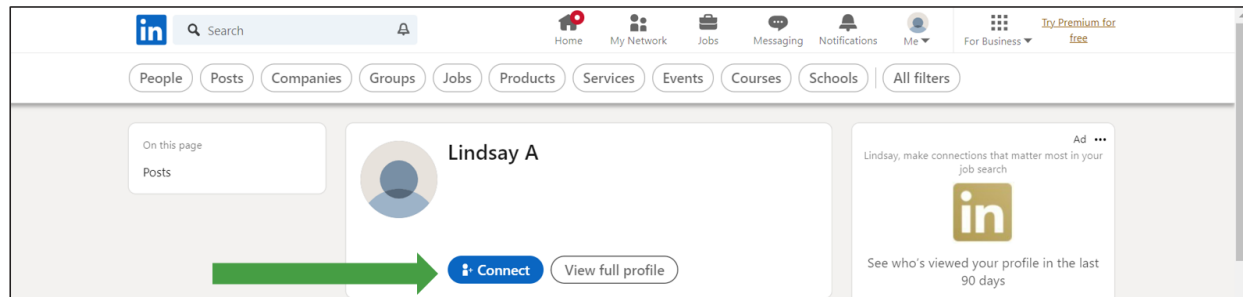 in
Search
Home
My Network
Jobs
Messaging
Notifications
Me
For Business
Try Premium for
free
People
Posts
Companies
Groups
Jobs
Products
Services
Events
Courses
Schools
All filters
On this page
Posts
Lindsay A
Connect
View full profile
Ad
Lindsay, make connections that matter most in your
job search
in
See who's viewed your profile in the last
90 days